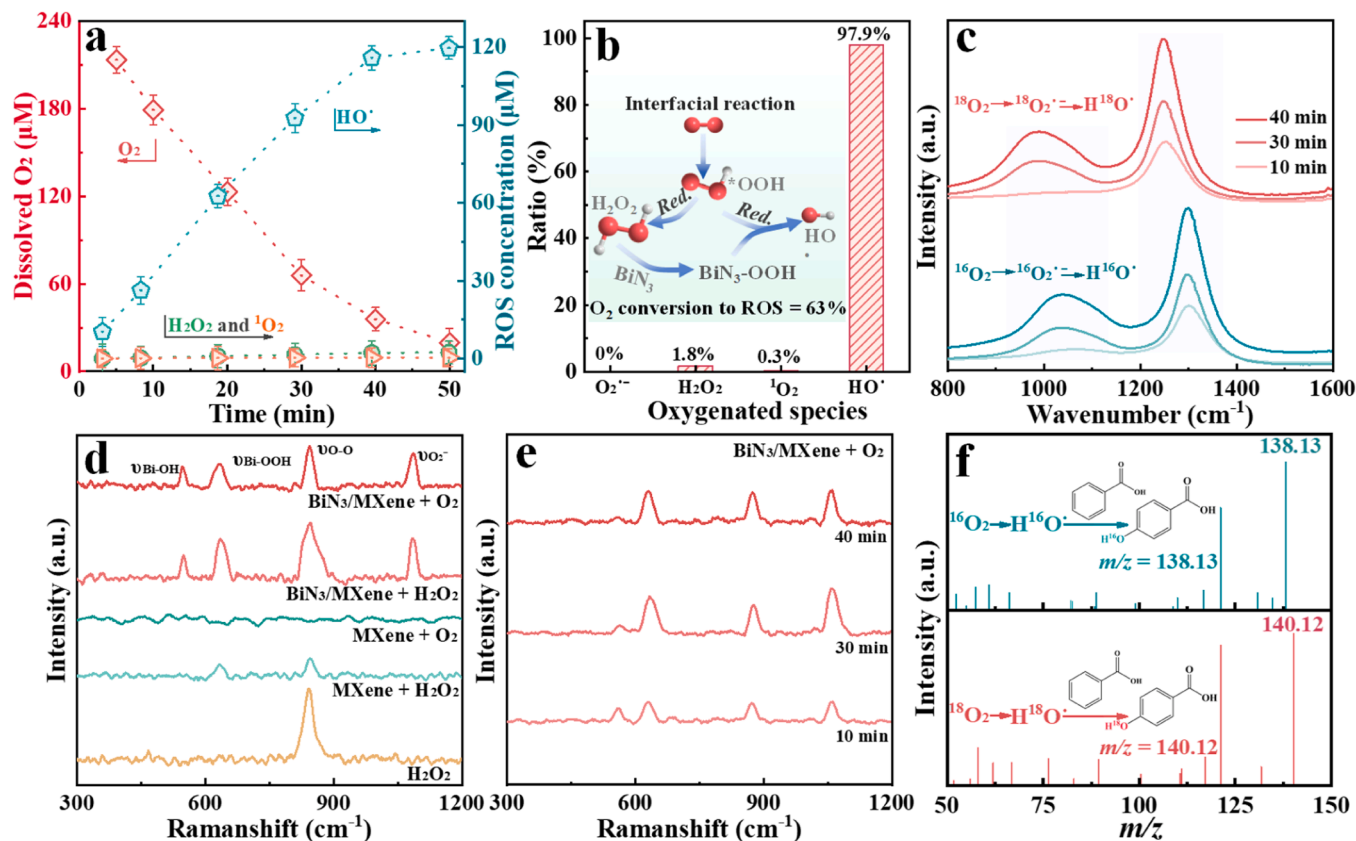 a
Dissolved O₂ (μM)
240
180
120
60
0
O₂
HO•
H₂O₂ and ¹O₂
0
10
20
30
40
50
Time (min)
120
90
60
30
0
ROS concentration (μM)
b
Ratio (%)
100
80
60
40
20
0
97.9%
Interfacial reaction
*OOH
H₂O₂
Red.
Red.
HO
•
BiN₃
BiN₃-OOH
O₂ conversion to ROS = 63%
0%
1.8%
0.3%
O₂•−
H₂O₂
¹O₂
HO•
Oxygenated species
c
Intensity (a.u.)
¹⁸O₂→¹⁸O₂•−→H¹⁸O•
40 min
30 min
10 min
¹⁶O₂→¹⁶O₂•−→H¹⁶O•
800
1000
1200
1400
1600
Wavenumber (cm⁻¹)
d
Intensity (a.u.)
υBi-OH
υBi-OOH
υO-O
υO₂⁻
BiN₃/MXene + O₂
BiN₃/MXene + H₂O₂
MXene + O₂
MXene + H₂O₂
H₂O₂
300
600
900
1200
Ramanshift (cm⁻¹)
e
Intensity (a.u.)
BiN₃/MXene + O₂
40 min
30 min
10 min
300
600
900
1200
Ramanshift (cm⁻¹)
f
Intensity (a.u.)
138.13
O
OH
O
OH
¹⁶O₂→H¹⁶O•
H¹⁶O
m/z = 138.13
140.12
O
OH
O
OH
¹⁸O₂→H¹⁸O•
H¹⁸O
m/z = 140.12
50
75
100
125
150
m/z